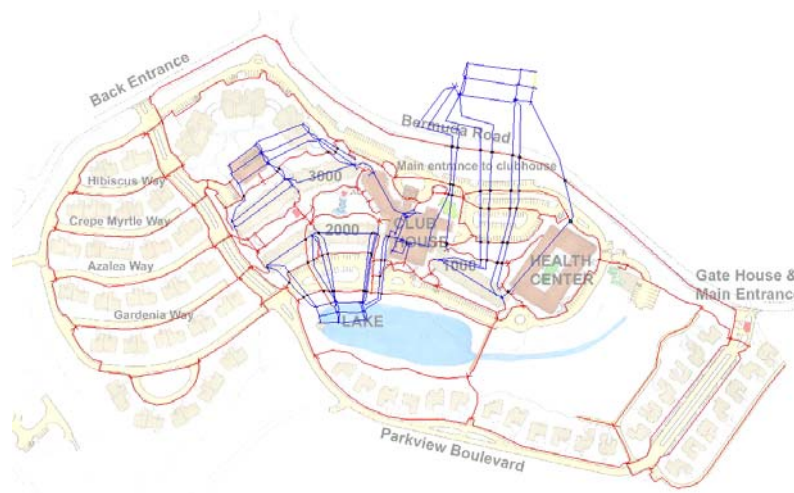 Back Entrance
Bermuda Road
Main entrance to clubhouse
Hibiscus Way
3000
Crepe Myrtle Way
2000
CLUB
HOUSE
Azalea Way
1000
HEALTH
CENTER
Gate House &
Main Entrance
Gardenia Way
LAKE
Parkview Boulevard